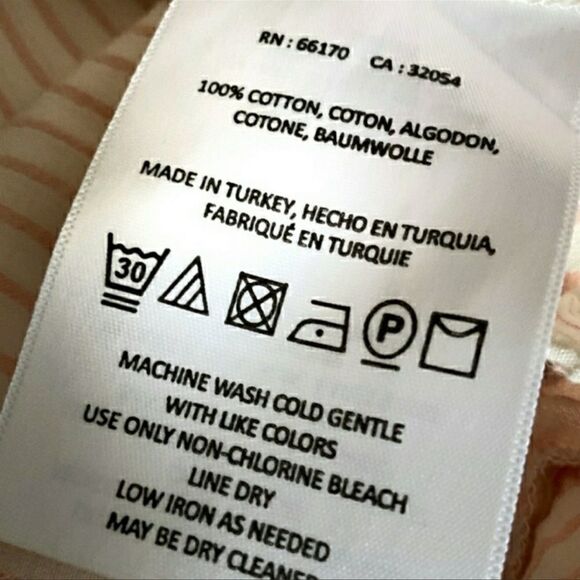 RN : 66170 CA : 32054
100% COTTON, COTON, ALGODON,
COTONE, BAUMWOLLE
MADE IN TURKEY, HECHO EN TURQUIA,
FABRIQUÉ EN TURQUIE
30 P
MACHINE WASH COLD GENTLE
WITH LIKE COLORS
USE ONLY NON-CHLORINE BLEACH
LINE DRY
LOW IRON AS NEEDED
MAY BE DRY CLEANED